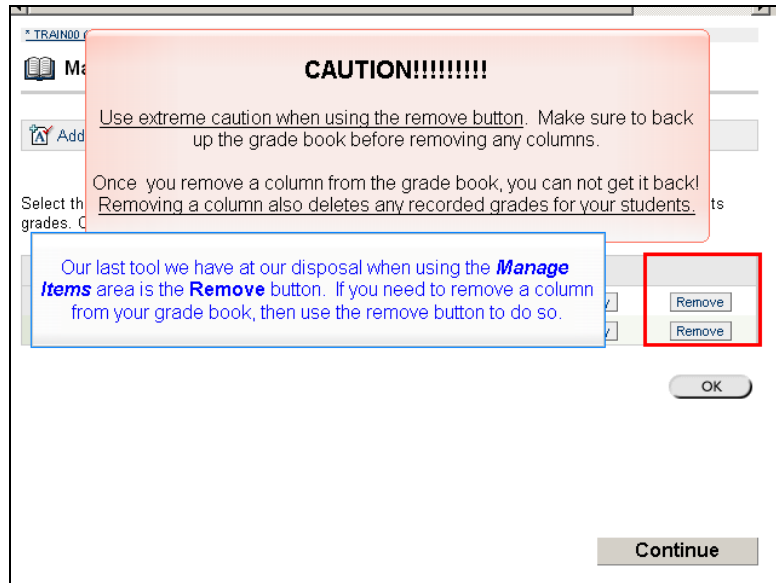 * TRAIN00
CAUTION!!!!!!!!!
Use extreme caution when using the remove button. Make sure to back
up the grade book before removing any columns.
Add
Once you remove a column from the grade book, you can not get it back!
Select
Removing a column also deletes any recorded grades for your students.
grades.
Our last tool we have at our disposal when using the Manage
Items area is the Remove button. If you need to remove a column
from your grade book, then use the remove button to do so.
Remove
Remove
OK
Continue